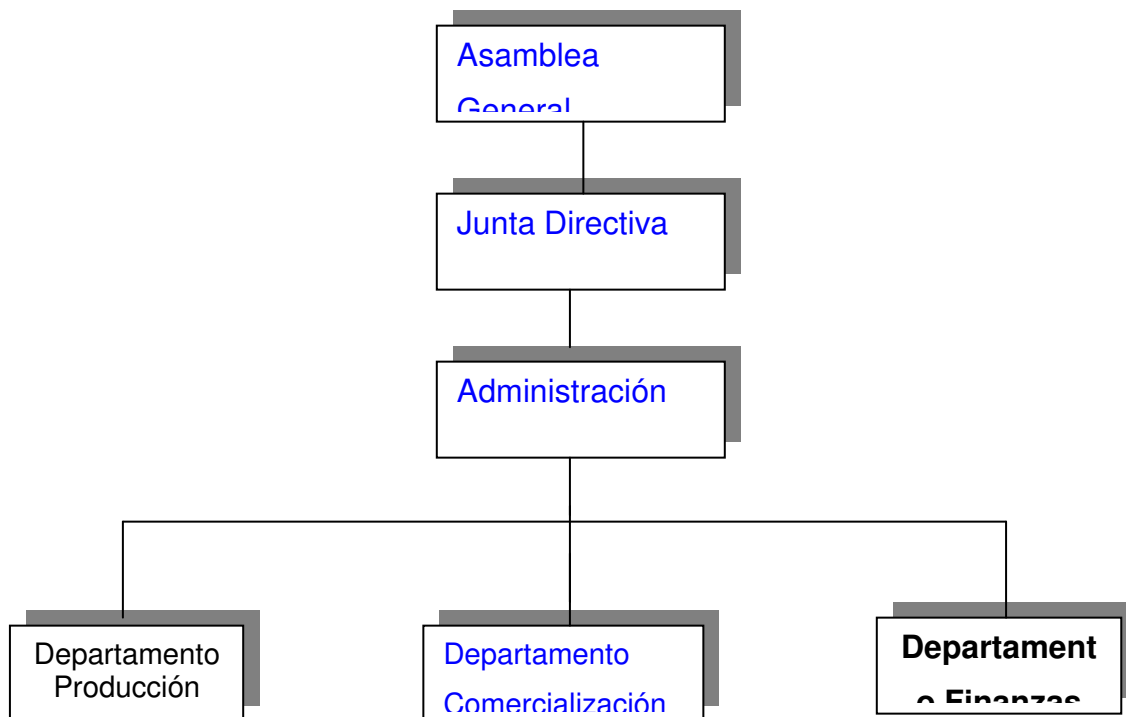 Asamblea
General
Junta Directiva
Administración
Departamento
Producción
Departamento
Comercialización
Departament
o Finanzas